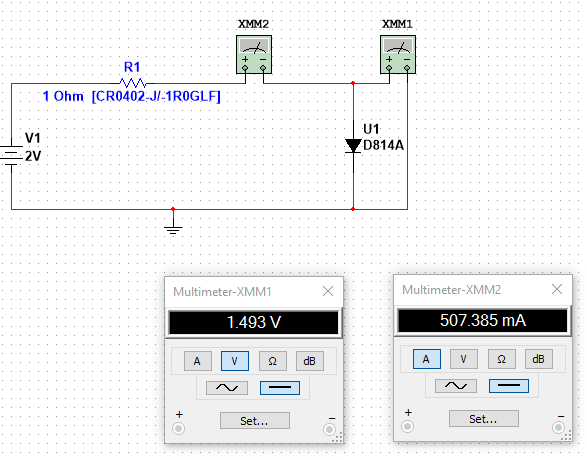 XMM2
XMM1
R1
1 Ohm [CR0402-J/-1R0GLF]
V1
2V
U1
D814A
Multimeter-XMM1
1.493 V
A V Ω dB
+ Set... −
Multimeter-XMM2
507.385 mA
A V Ω dB
+ Set... −